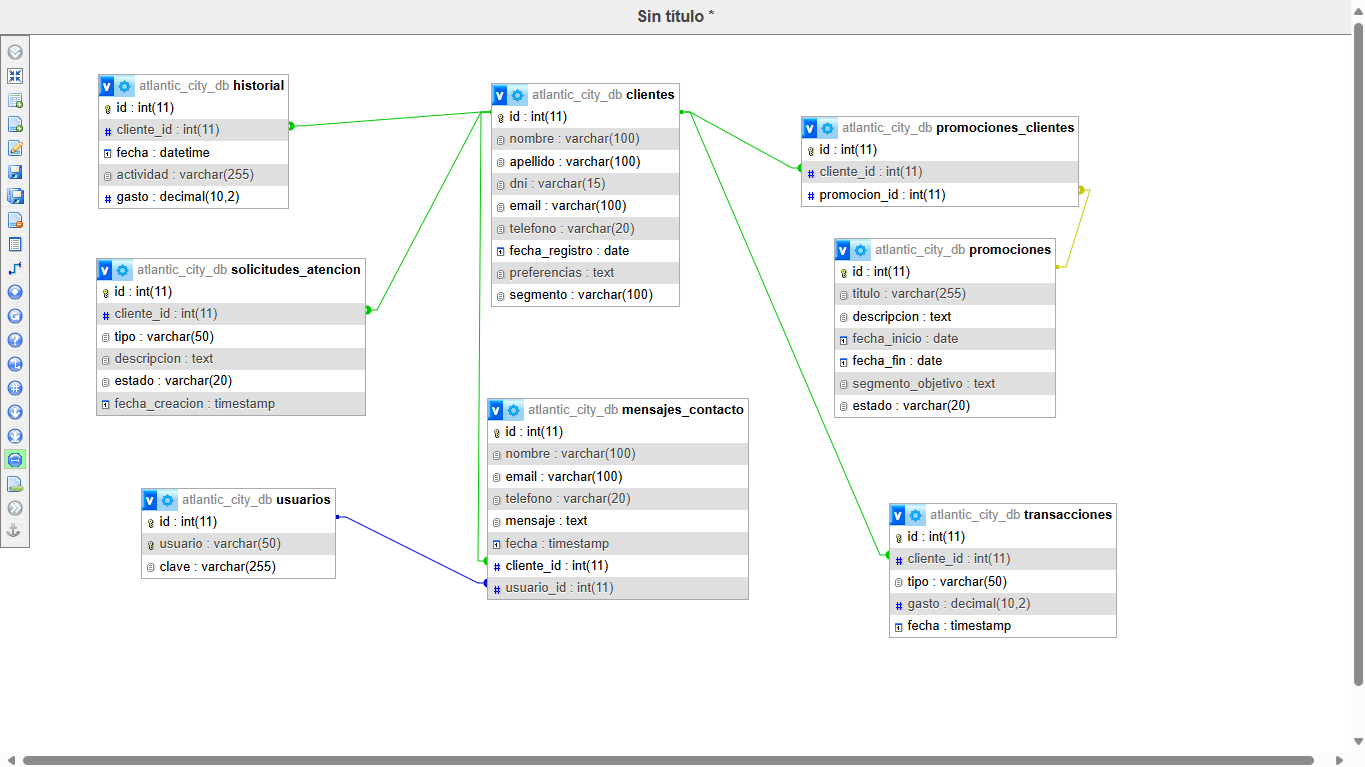 Sin título *
atlantic_city_db historial
id : int(11)
cliente_id : int(11)
fecha : datetime
actividad : varchar(255)
gasto : decimal(10,2)
atlantic_city_db solicitudes_atencion
id : int(11)
cliente_id : int(11)
tipo : varchar(50)
descripcion : text
estado : varchar(20)
fecha_creacion : timestamp
atlantic_city_db usuarios
id : int(11)
usuario : varchar(50)
clave : varchar(255)
atlantic_city_db clientes
id : int(11)
nombre : varchar(100)
apellido : varchar(100)
dni : varchar(15)
email : varchar(100)
telefono : varchar(20)
fecha_registro : date
preferencias : text
segmento : varchar(100)
atlantic_city_db mensajes_contacto
id : int(11)
nombre : varchar(100)
email : varchar(100)
telefono : varchar(20)
mensaje : text
fecha : timestamp
cliente_id : int(11)
usuario_id : int(11)
atlantic_city_db promociones_clientes
id : int(11)
cliente_id : int(11)
promocion_id : int(11)
atlantic_city_db promociones
id : int(11)
titulo : varchar(255)
descripcion : text
fecha_inicio : date
fecha_fin : date
segmento_objetivo : text
estado : varchar(20)
atlantic_city_db transacciones
id : int(11)
cliente_id : int(11)
tipo : varchar(50)
gasto : decimal(10,2)
fecha : timestamp